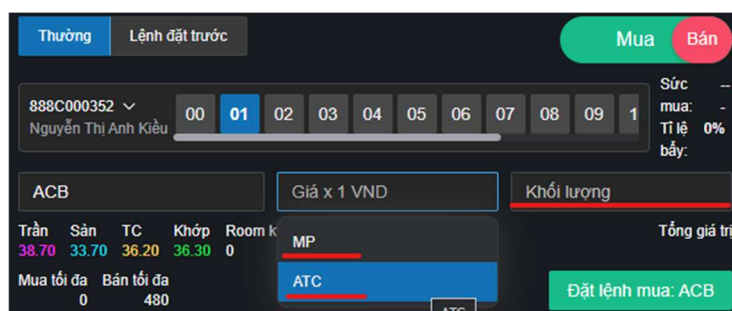 Thường Lệnh đặt trước Mua Bán
888C000352 00 01 02 03 04 05 06 07 08 09 1
Nguyễn Thị Anh Kiều
Sức --
mua: -
Tỉ lệ 0%
bẩy:
ACB Giá x 1 VND Khối lượng
Trần Sàn TC Khớp Room k Tổng giá trị
38.70 33.70 36.20 36.30 0
MP
Mua tối đa Bán tối đa
0 480
ATC
ATC
Đặt lệnh mua: ACB